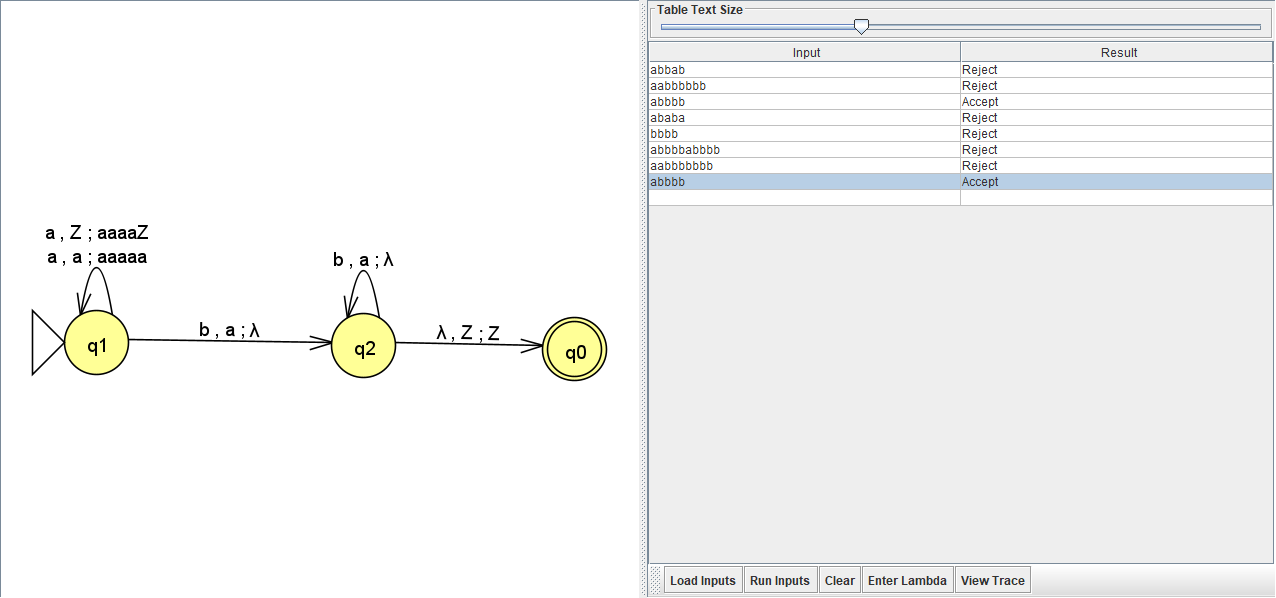 a , Z ; aaaaZ
a , a ; aaaaa
b , a ; λ
b , a ; λ
λ , Z ; Z
q1
q2
q0
Table Text Size
Input Result
abbab Reject
aabbbbbb Reject
abbbb Accept
ababa Reject
bbbb Reject
abbbbabbbb Reject
aabbbbbbb Reject
abbbb Accept
Load Inputs Run Inputs Clear Enter Lambda View Trace